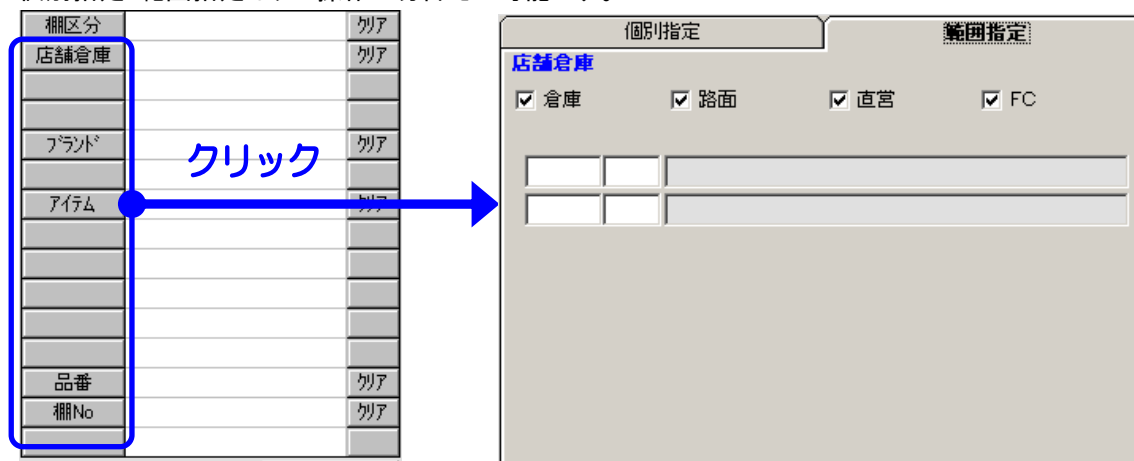 棚区分 クリア
店舗倉庫 クリア
ブランド クリア
アイテム
品番 クリア
棚No クリア
クリック
個別指定 範囲指定
店舗倉庫
倉庫 路面 直営 FC